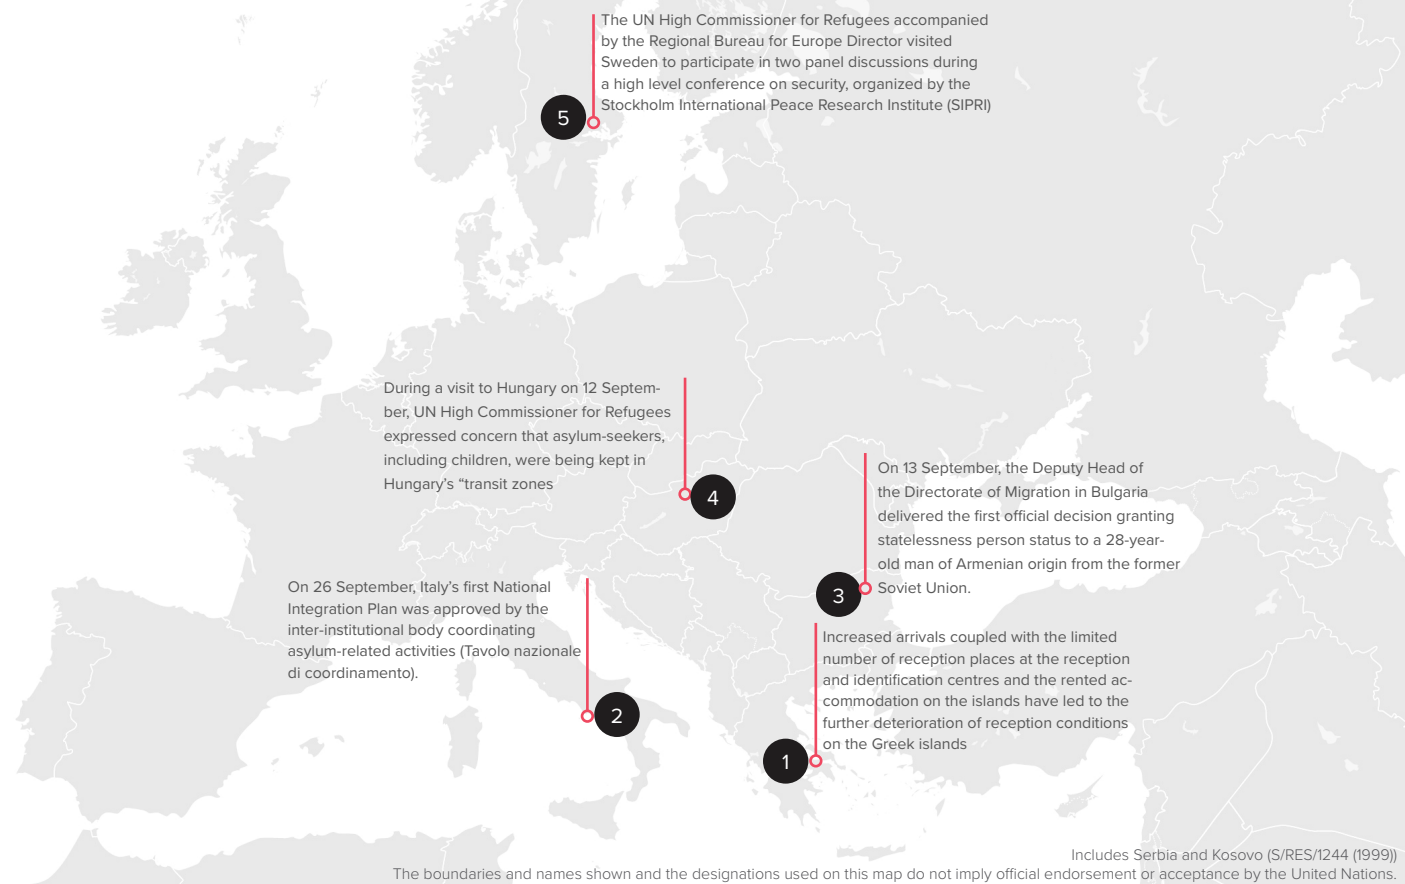 The UN High Commissioner for Refugees accompanied
by the Regional Bureau for Europe Director visited
Sweden to participate in two panel discussions during
a high level conference on security, organized by the
Stockholm International Peace Research Institute (SIPRI)
5
During a visit to Hungary on 12 Septem-
ber, UN High Commissioner for Refugees
expressed concern that asylum-seekers,
including children, were being kept in
Hungary's “transit zones
4
On 13 September, the Deputy Head of
the Directorate of Migration in Bulgaria
delivered the first official decision granting
statelessness person status to a 28-year-
old man of Armenian origin from the former
Soviet Union.
3
On 26 September, Italy's first National
Integration Plan was approved by the
inter-institutional body coordinating
asylum-related activities (Tavolo nazionale
di coordinamento).
2
Increased arrivals coupled with the limited
number of reception places at the reception
and identification centres and the rented ac-
commodation on the islands have led to the
further deterioration of reception conditions
on the Greek islands
1
Includes Serbia and Kosovo (S/RES/1244 (1999))
The boundaries and names shown and the designations used on this map do not imply official endorsement or acceptance by the United Nations.